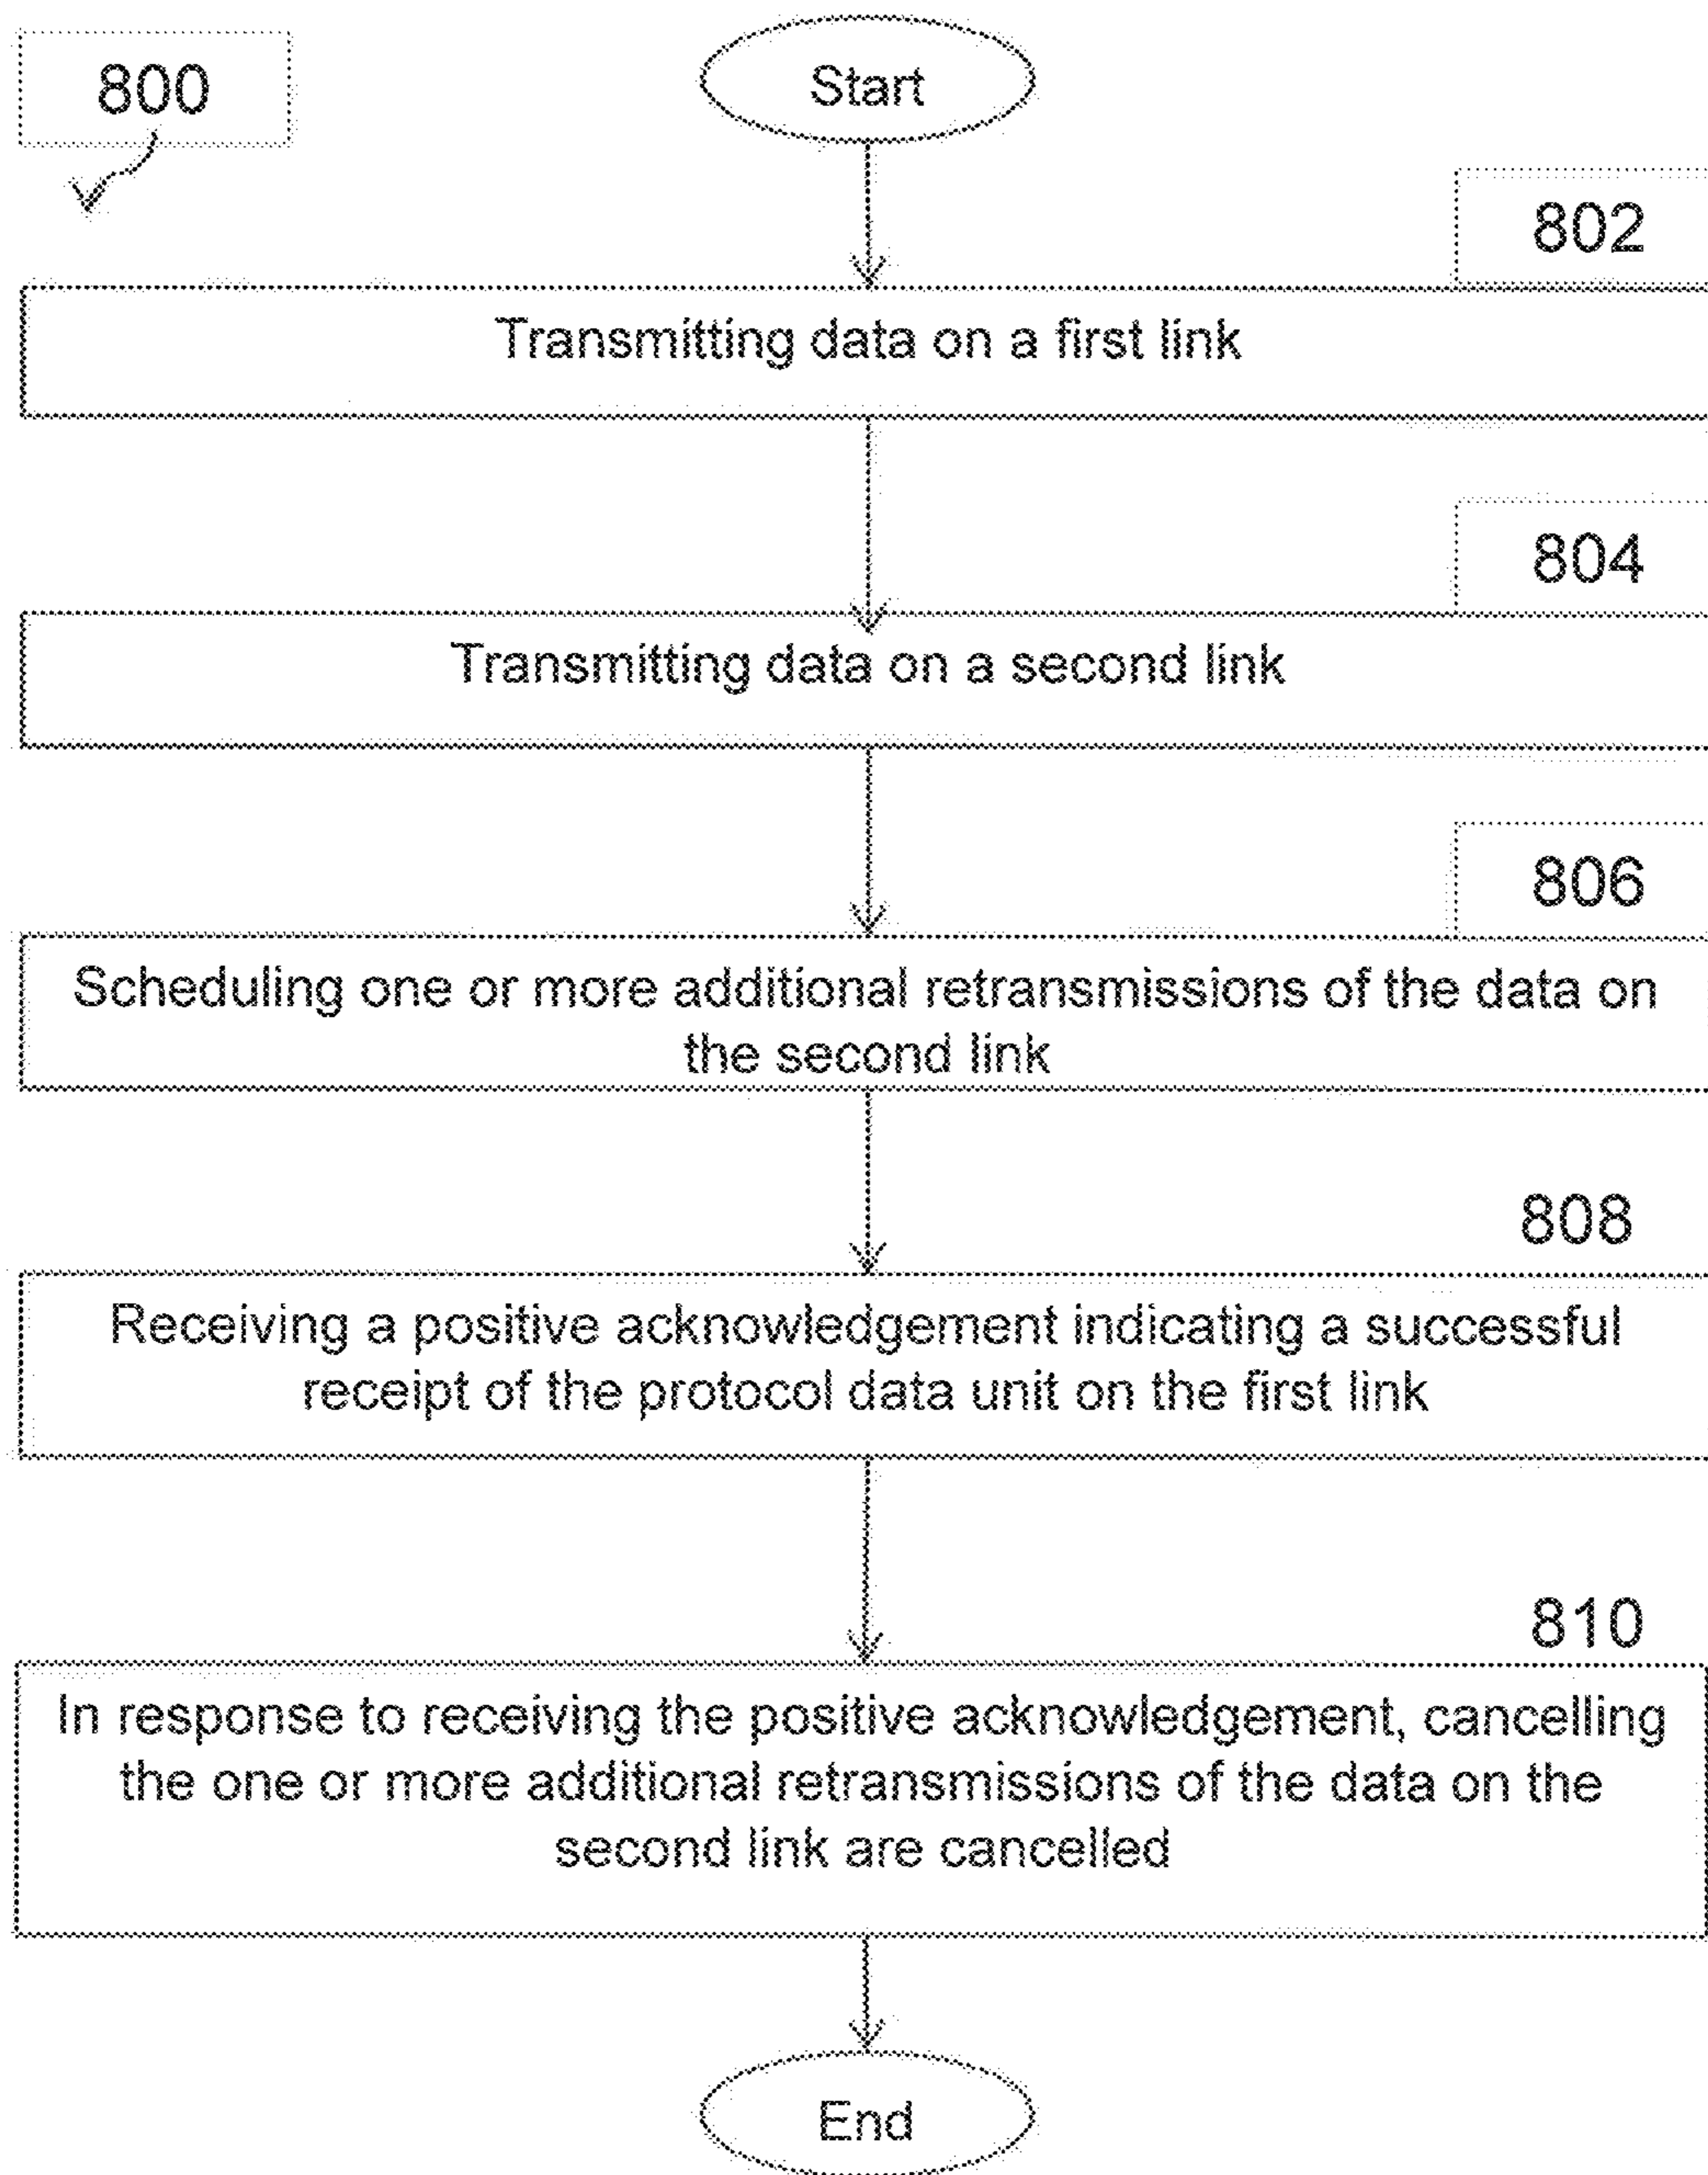 800
Start
802
Transmitting data on a first link
804
Transmitting data on a second link
806
Scheduling one or more additional retransmissions of the data on
the second link
808
Receiving a positive acknowledgement indicating a successful
receipt of the protocol data unit on the first link
810
In response to receiving the positive acknowledgement, cancelling
the one or more additional retransmissions of the data on the
second link are cancelled
End